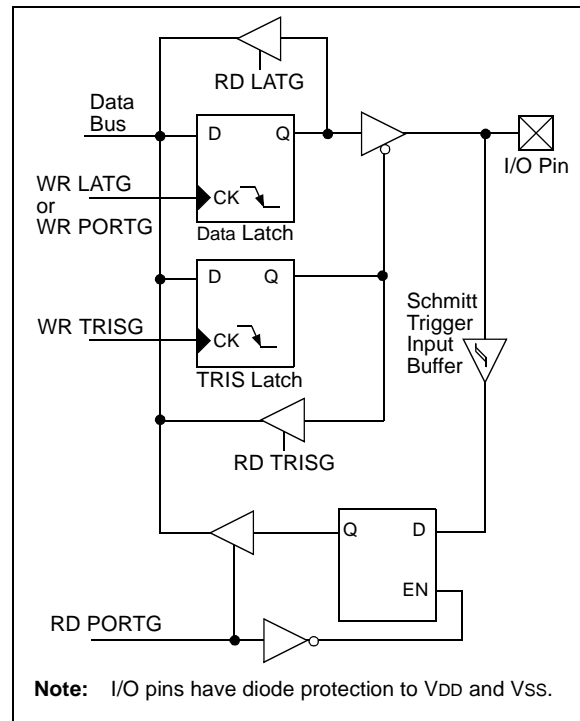 RD LATG
Data
Bus
D
Q
I/O Pin
WR LATG
or
WR PORTG
CK
Data Latch
D
Q
Schmitt
Trigger
Input
Buffer
WR TRISG
CK
TRIS Latch
RD TRISG
Q
D
EN
RD PORTG
Note: I/O pins have diode protection to VDD and VSS.